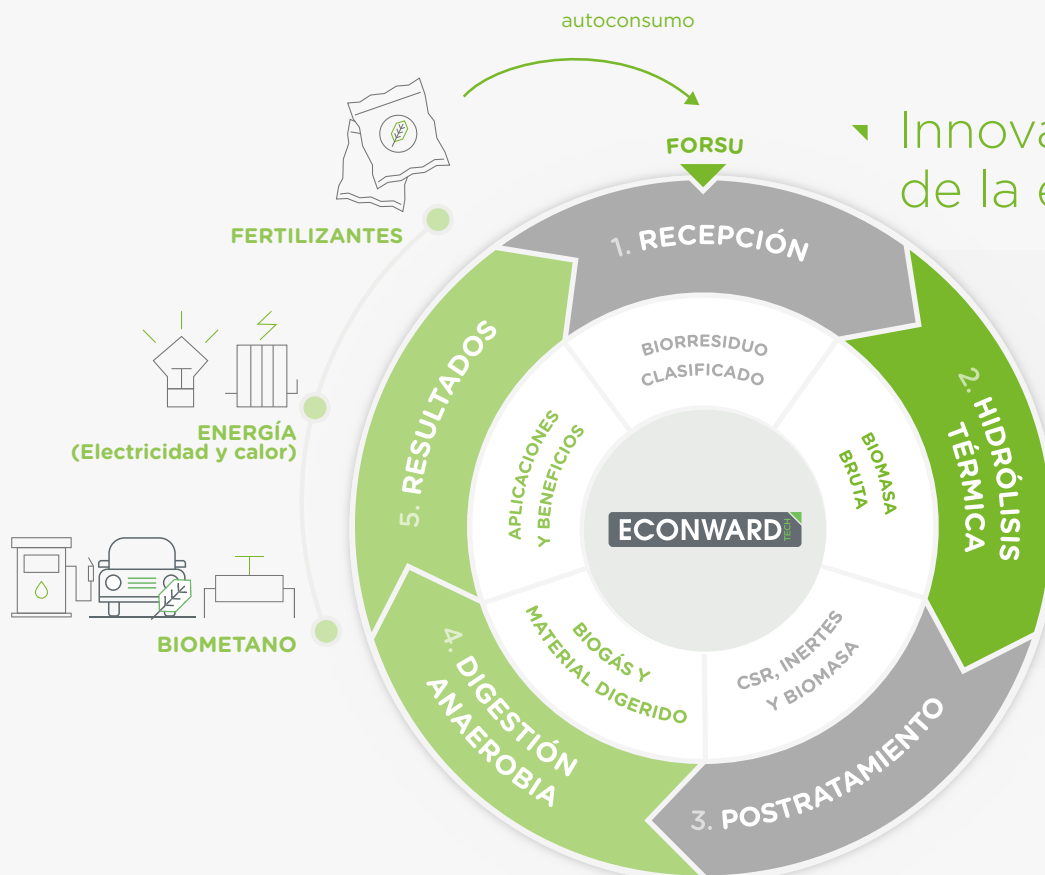 autoconsumo
FORSU
FERTILIZANTES
ENERGÍA
(Electricidad y calor)
BIOMETANO
1. RECEPCIÓN
BIORRESIDUO
CLASIFICADO
2. HIDRÓLISIS
TÉRMICA
BIOMASA
BRUTA
3. POSTRATAMIENTO
CSR, INERTES
Y BIOMASA
4. DIGESTIÓN
ANAEROBIA
BIOGÁS Y
MATERIAL DIGERIDO
5. RESULTADOS
APLICACIONES
Y BENEFICIOS
ECONWARD TECH
de la